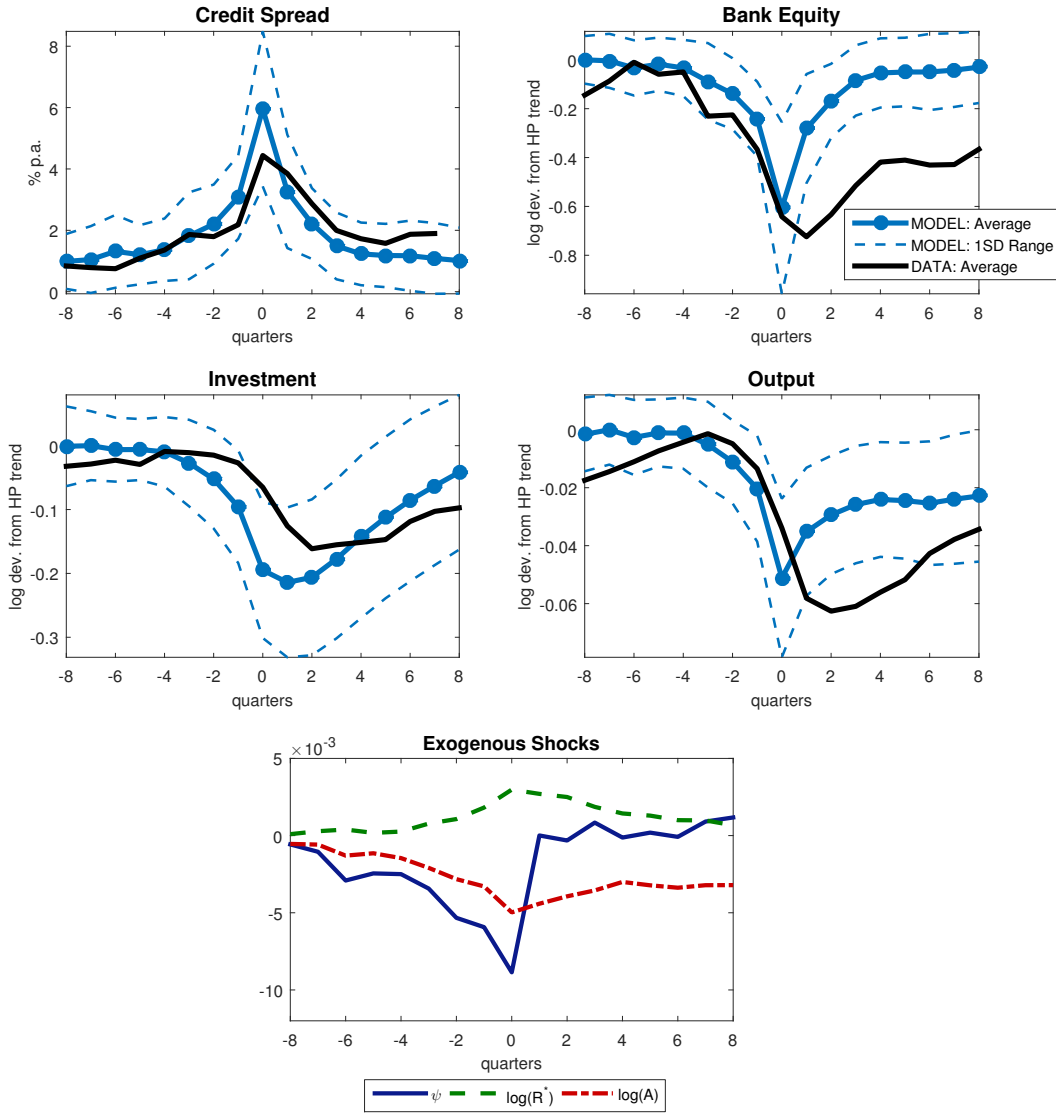 Credit Spread
8
6
4
2
0
% p.a.
-8 -6 -4 -2 0 2 4 6 8
quarters
Bank Equity
0
-0.2
-0.4
-0.6
-0.8
log dev. from HP trend
-8 -6 -4 -2 0 2 4 6 8
quarters
MODEL: Average
MODEL: 1SD Range
DATA: Average
Investment
0
-0.1
-0.2
-0.3
log dev. from HP trend
-8 -6 -4 -2 0 2 4 6 8
quarters
Output
0
-0.02
-0.04
-0.06
log dev. from HP trend
-8 -6 -4 -2 0 2 4 6 8
quarters
Exogenous Shocks
× 10^-3
5
0
-5
-10
-8 -6 -4 -2 0 2 4 6 8
quarters
ψ log(R^*) log(A)